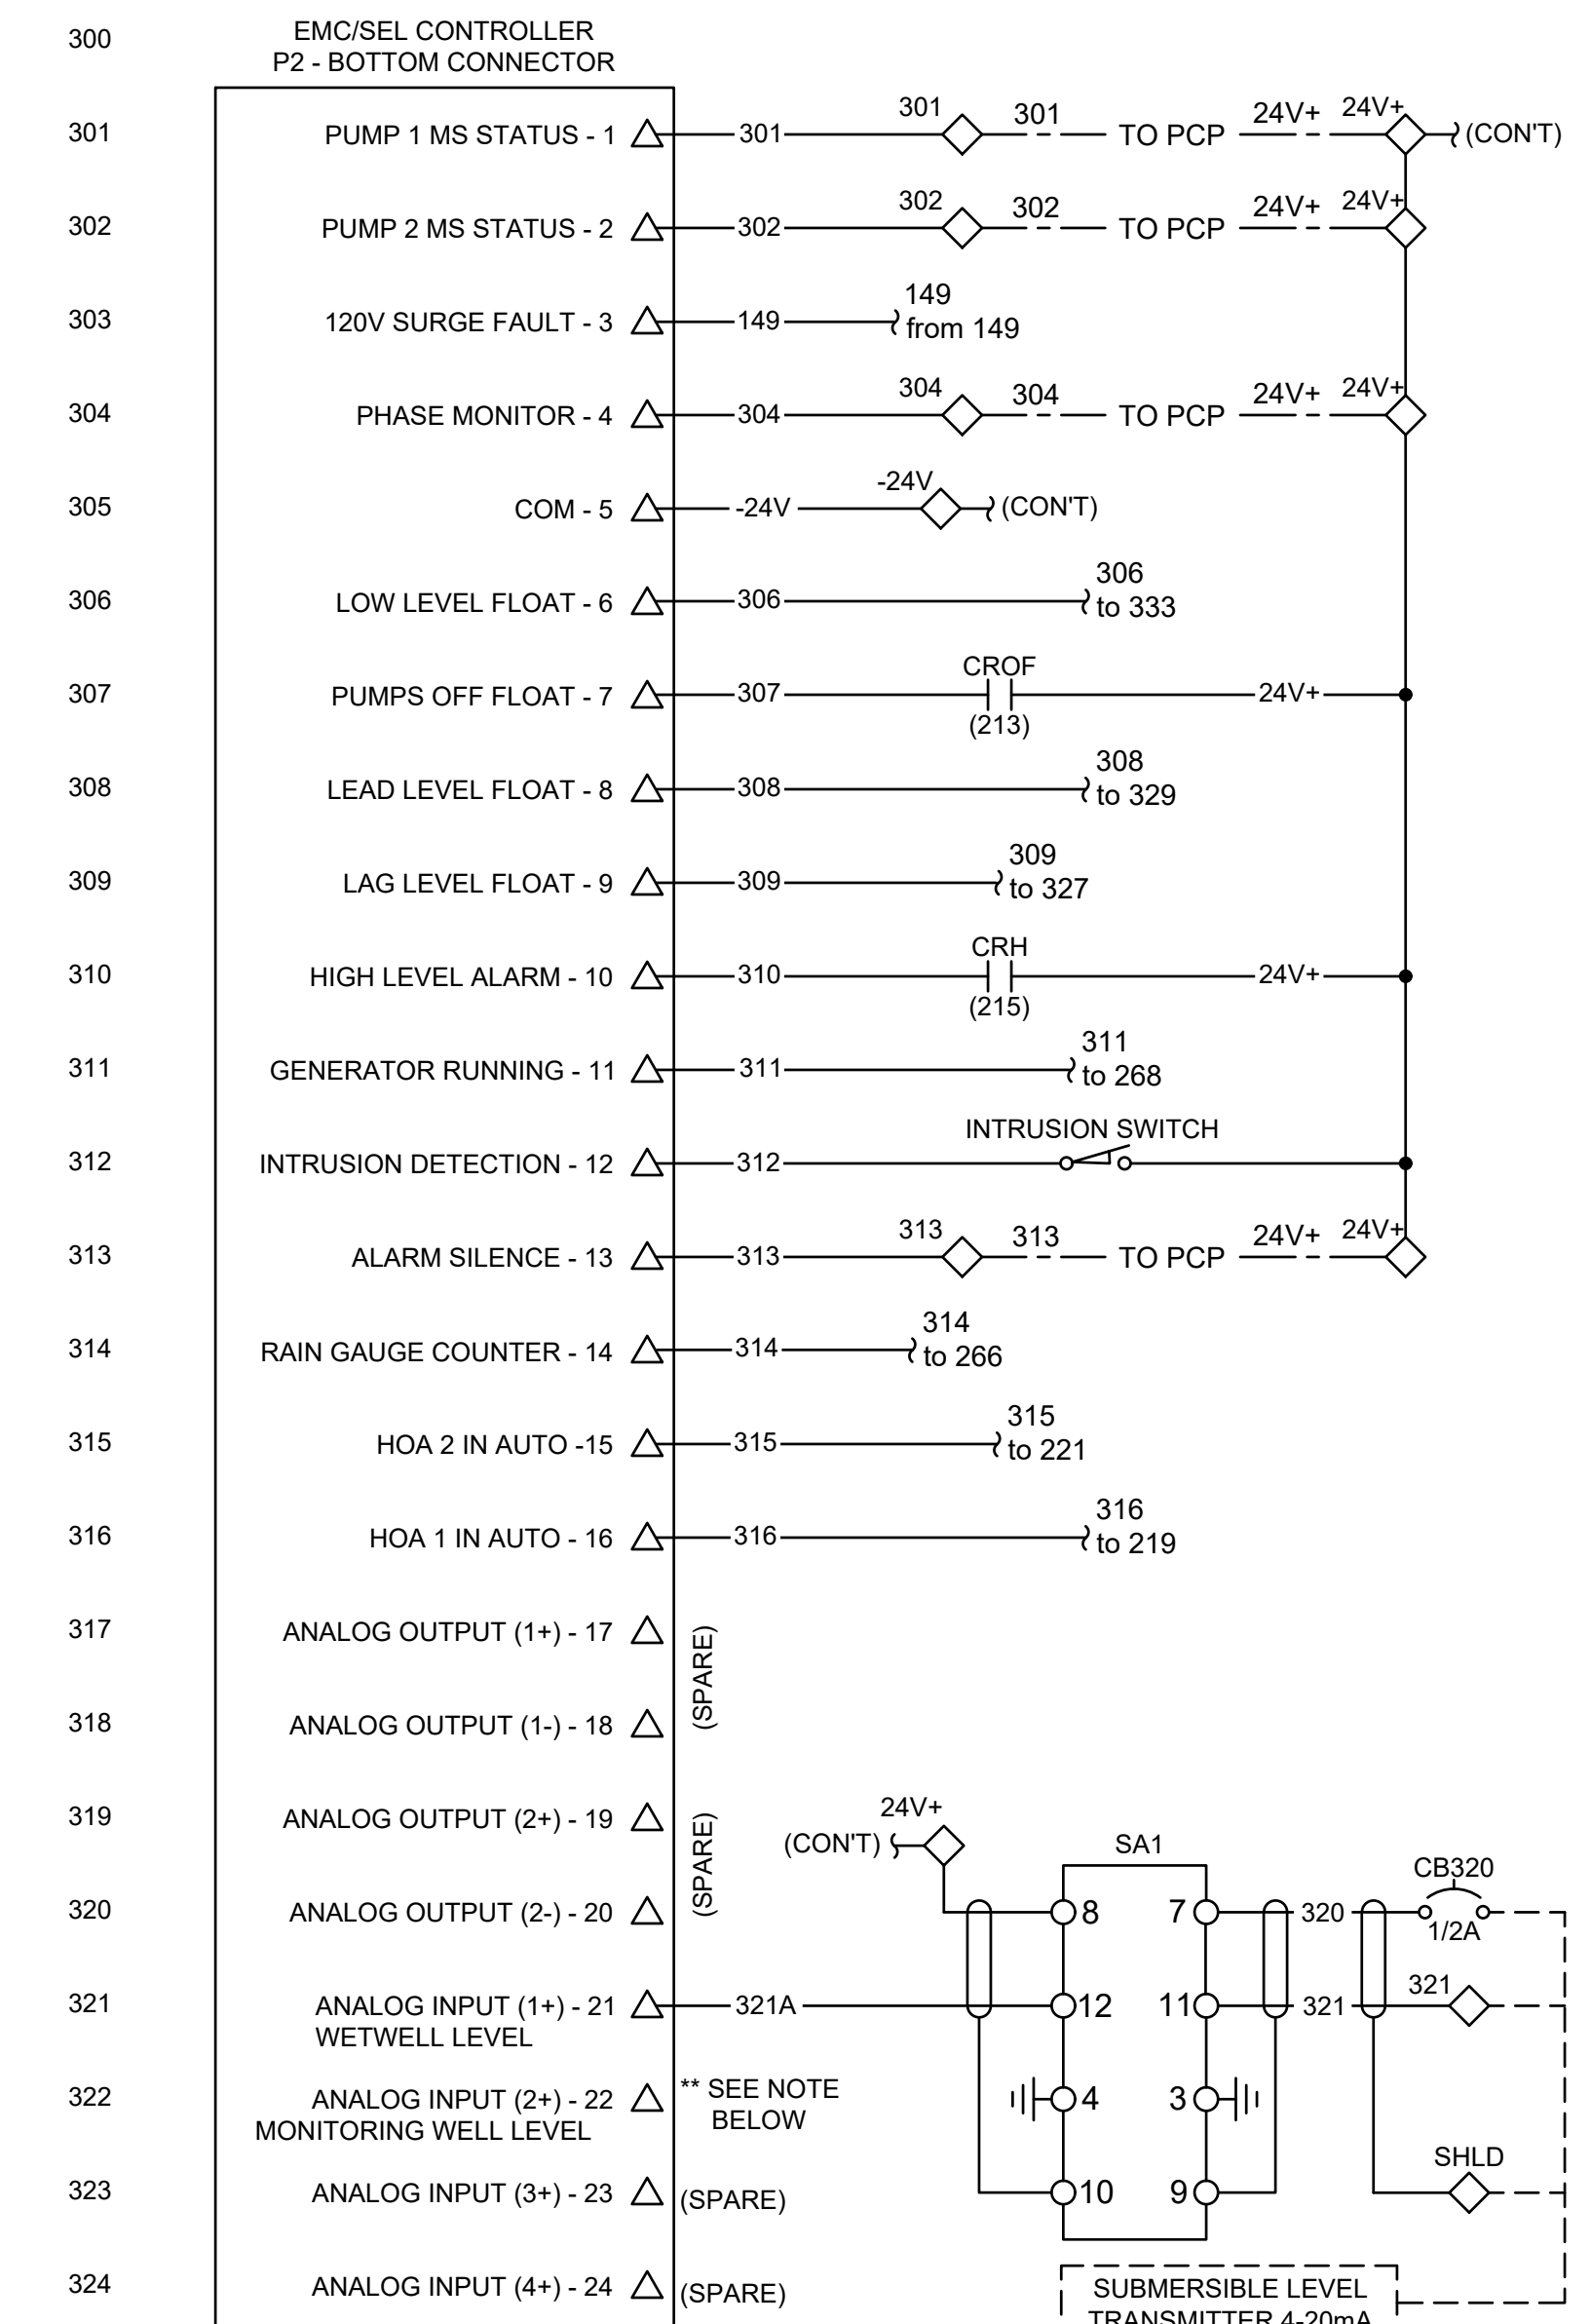 300
EMC/SEL CONTROLLER
P2 - BOTTOM CONNECTOR
301 PUMP 1 MS STATUS - 1 301 301 301 TO PCP 24V+ 24V+ (CON'T)
302 PUMP 2 MS STATUS - 2 302 302 302 TO PCP 24V+ 24V+
303 120V SURGE FAULT - 3 149 149
from 149
304 PHASE MONITOR - 4 304 304 304 TO PCP 24V+ 24V+
305 COM - 5 -24V -24V (CON'T)
306 LOW LEVEL FLOAT - 6 306 306
to 333
CROF
307 PUMPS OFF FLOAT - 7 307 24V+
(213)
308 LEAD LEVEL FLOAT - 8 308 308
to 329
309 LAG LEVEL FLOAT - 9 309 309
to 327
CRH
310 HIGH LEVEL ALARM - 10 310 24V+
(215)
311 GENERATOR RUNNING - 11 311 311
to 268
INTRUSION SWITCH
312 INTRUSION DETECTION - 12 312
313 ALARM SILENCE - 13 313 313 313 TO PCP 24V+ 24V+
314 RAIN GAUGE COUNTER - 14 314 314
to 266
315 HOA 2 IN AUTO -15 315 315
to 221
316 HOA 1 IN AUTO - 16 316 316
to 219
317 ANALOG OUTPUT (1+) - 17
(SPARE)
318 ANALOG OUTPUT (1-) - 18
319 ANALOG OUTPUT (2+) - 19
(SPARE)
24V+
(CON'T)
SA1
CB320
320 ANALOG OUTPUT (2-) - 20 8 7 320
1/2A
321 ANALOG INPUT (1+) - 21 321A 12 11 321 321
WETWELL LEVEL
322 ANALOG INPUT (2+) - 22 ** SEE NOTE
BELOW
4 3
MONITORING WELL LEVEL
SHLD
323 ANALOG INPUT (3+) - 23 (SPARE) 10 9
324 ANALOG INPUT (4+) - 24 (SPARE)
SUBMERSIBLE LEVEL
TRANSMITTER 4-20mA